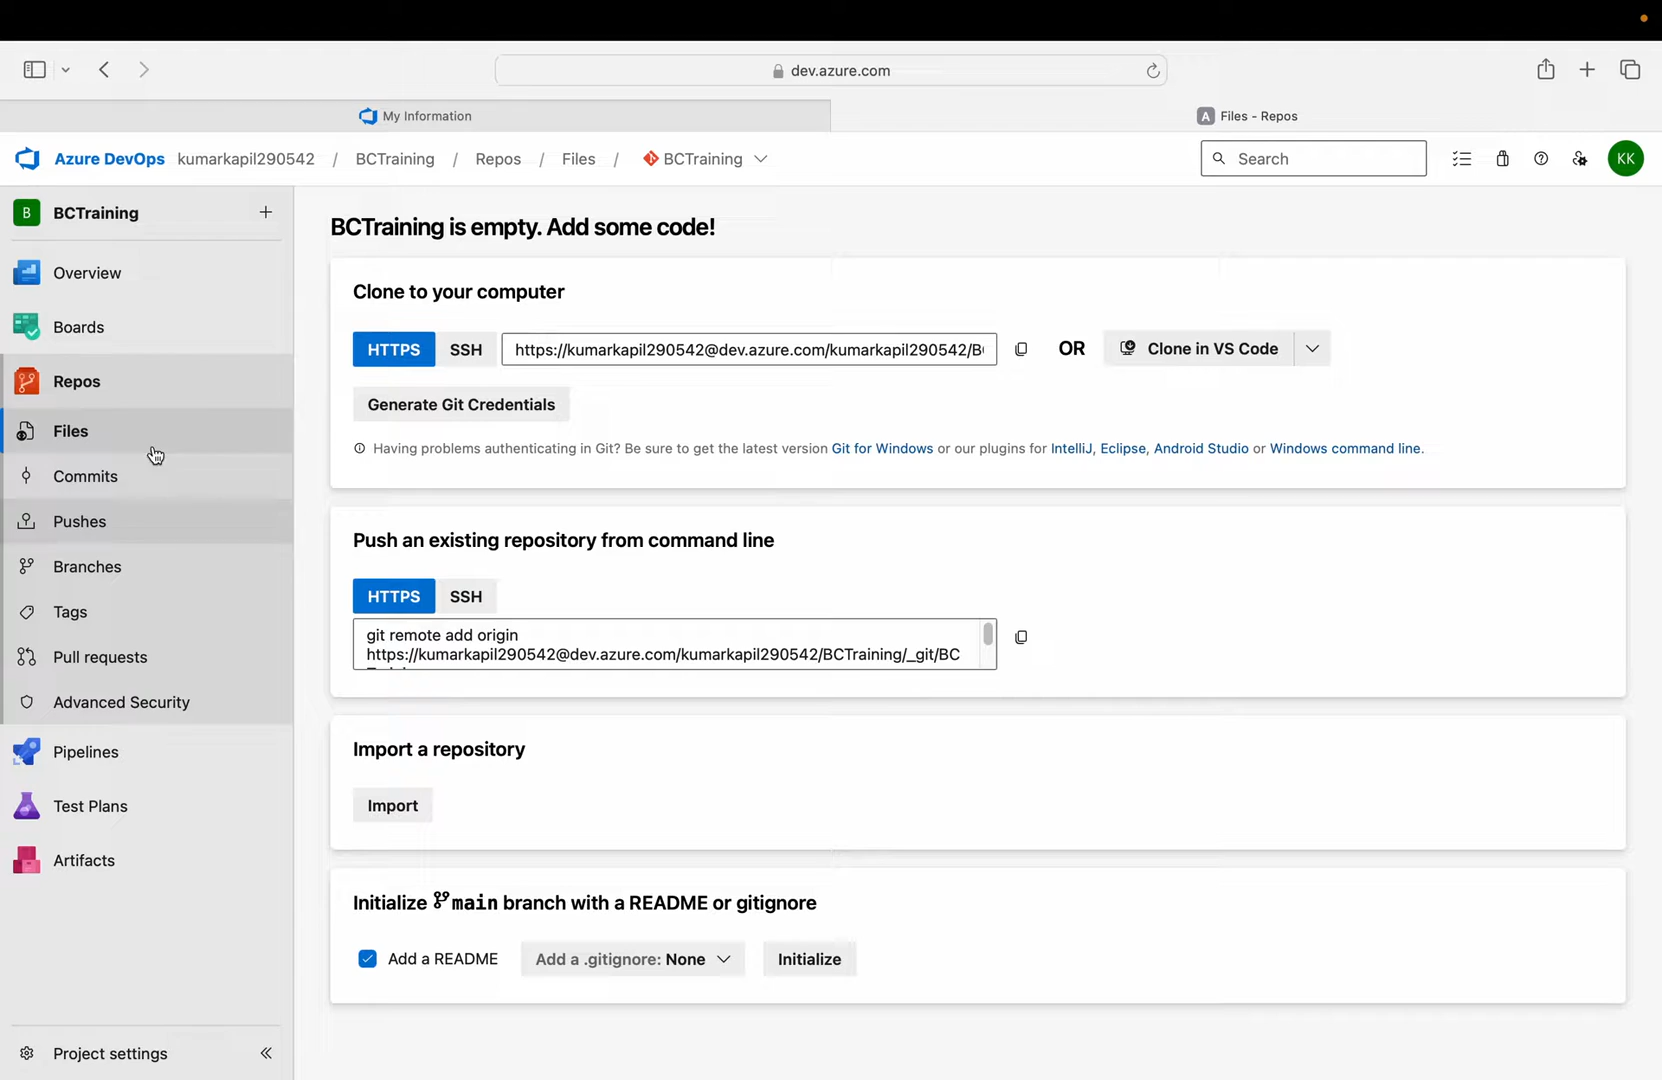 dev.azure.com
My Information
A Files - Repos
Azure DevOps kumarkapil290542 / BCTraining / Repos / Files / BCTraining
Search
KK
B BCTraining
Overview
Boards
Repos
Files
Commits
Pushes
Branches
Tags
Pull requests
Advanced Security
Pipelines
Test Plans
Artifacts
Project settings
BCTraining is empty. Add some code!
Clone to your computer
HTTPS SSH https://kumarkapil290542@dev.azure.com/kumarkapil290542/B OR Clone in VS Code
Generate Git Credentials
Having problems authenticating in Git? Be sure to get the latest version Git for Windows or our plugins for IntelliJ, Eclipse, Android Studio or Windows command line.
Push an existing repository from command line
HTTPS SSH
git remote add origin
https://kumarkapil290542@dev.azure.com/kumarkapil290542/BCTraining/_git/BC
Import a repository
Import
Initialize main branch with a README or gitignore
Add a README Add a .gitignore: None Initialize